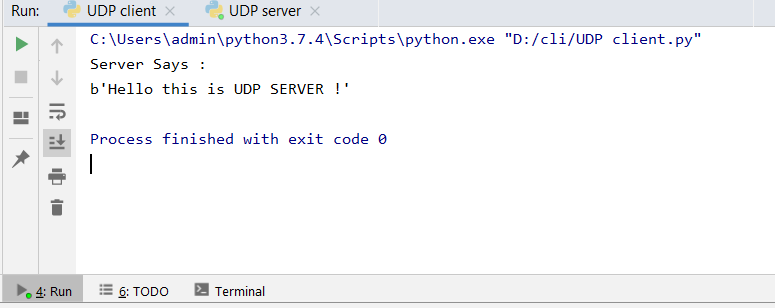 Run: UDP client × UDP server ×
C:\Users\admin\python3.7.4\Scripts\python.exe "D:/cli/UDP client.py"
Server Says :
b'Hello this is UDP SERVER !'
Process finished with exit code 0
4: Run 6: TODO Terminal